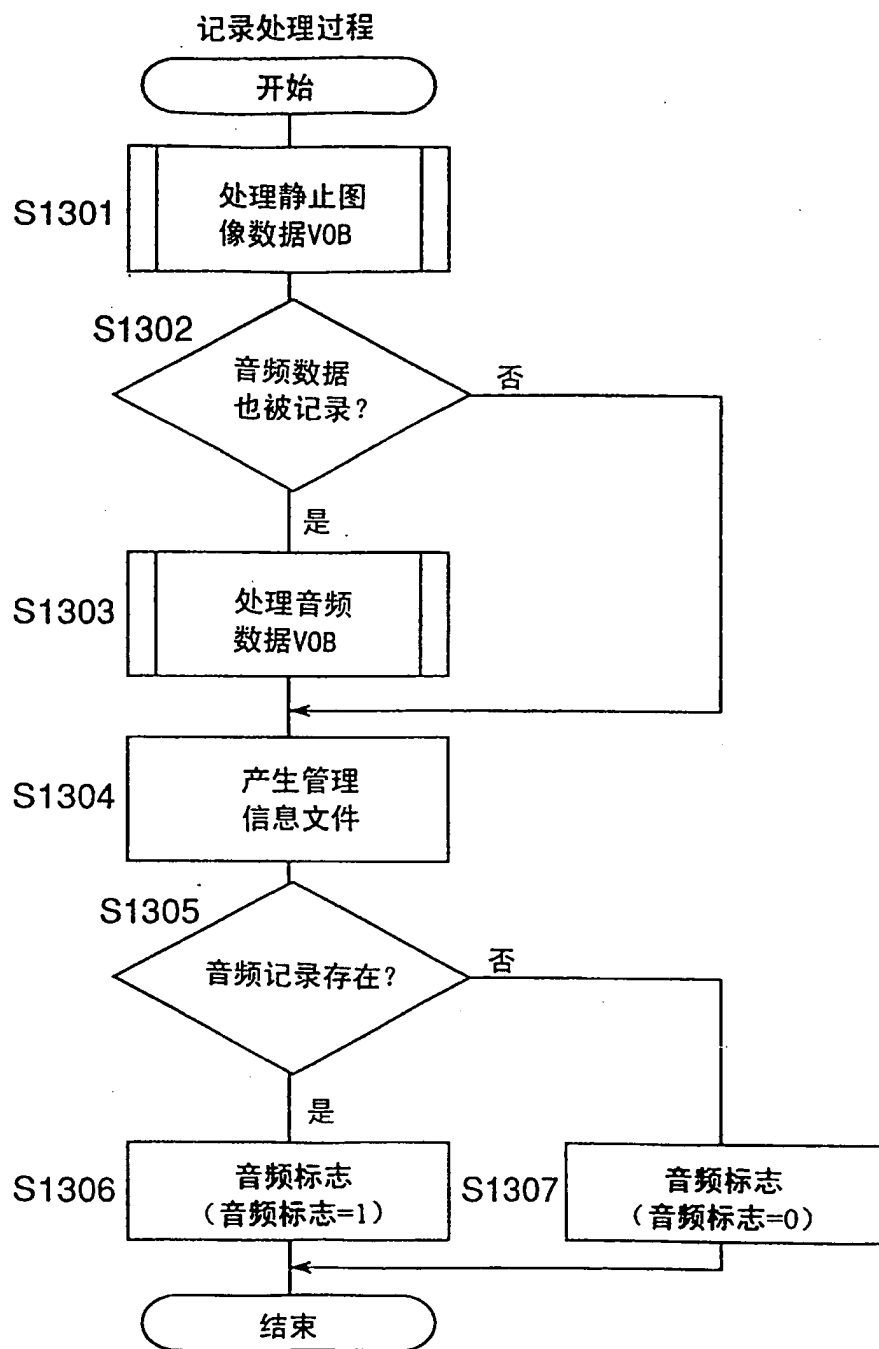 记录处理过程
开始
S1301
处理静止图
像数据VOB
S1302
音频数据
也被记录？
否
是
S1303
处理音频
数据VOB
S1304
产生管理
信息文件
S1305
音频记录存在？
否
是
S1306
音频标志
（音频标志=1）
S1307
音频标志
（音频标志=0）
结束